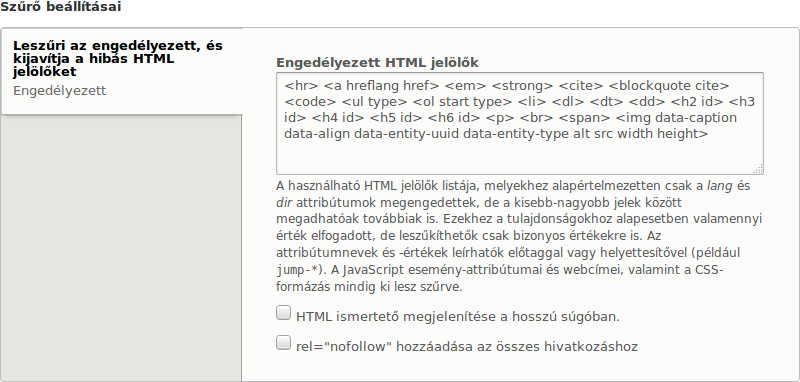 Szűrő beállításai
Leszűri az engedélyezett, és
kijavítja a hibás HTML
jelölőket
Engedélyezett
Engedélyezett HTML jelölők
<hr> <a hreflang href> <em> <strong> <cite> <blockquote cite>
<code> <ul type> <ol start type> <li> <dl> <dt> <dd> <h2 id> <h3
id> <h4 id> <h5 id> <h6 id> <p> <br> <span> <img data-caption
data-align data-entity-uuid data-entity-type alt src width height>
A használható HTML jelölők listája, melyekhez alapértelmezetten csak a lang és
dir attribútumok megengedettek, de a kisebb-nagyobb jelek között
megadhatóak továbbiak is. Ezekhez a tulajdonságokhoz alapesetben valamennyi
érték elfogadott, de leszűkíthetők csak bizonyos értékekre is. Az
attribútumnevek és -értékek leírhatók előtaggal vagy helyettesítővel (például
jump-*). A JavaScript esemény-attribútumai és webcímei, valamint a CSS-
formázás mindig ki lesz szűrve.
HTML ismertető megjelenítése a hosszú súgóban.
rel="nofollow" hozzáadása az összes hivatkozáshoz